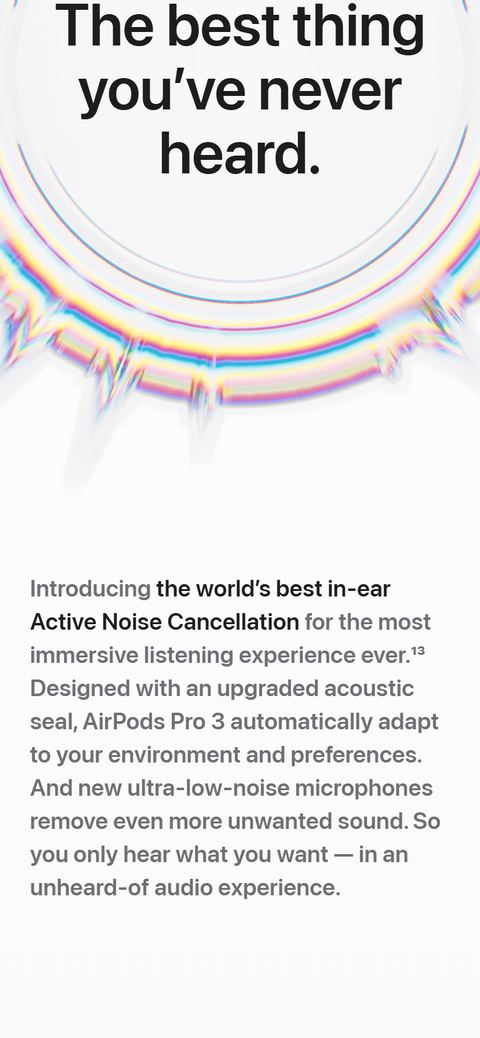 The best thing
you’ve never
heard.
Introducing the world’s best in-ear
Active Noise Cancellation for the most
immersive listening experience ever.¹³
Designed with an upgraded acoustic
seal, AirPods Pro 3 automatically adapt
to your environment and preferences.
And new ultra-low-noise microphones
remove even more unwanted sound. So
you only hear what you want — in an
unheard-of audio experience.